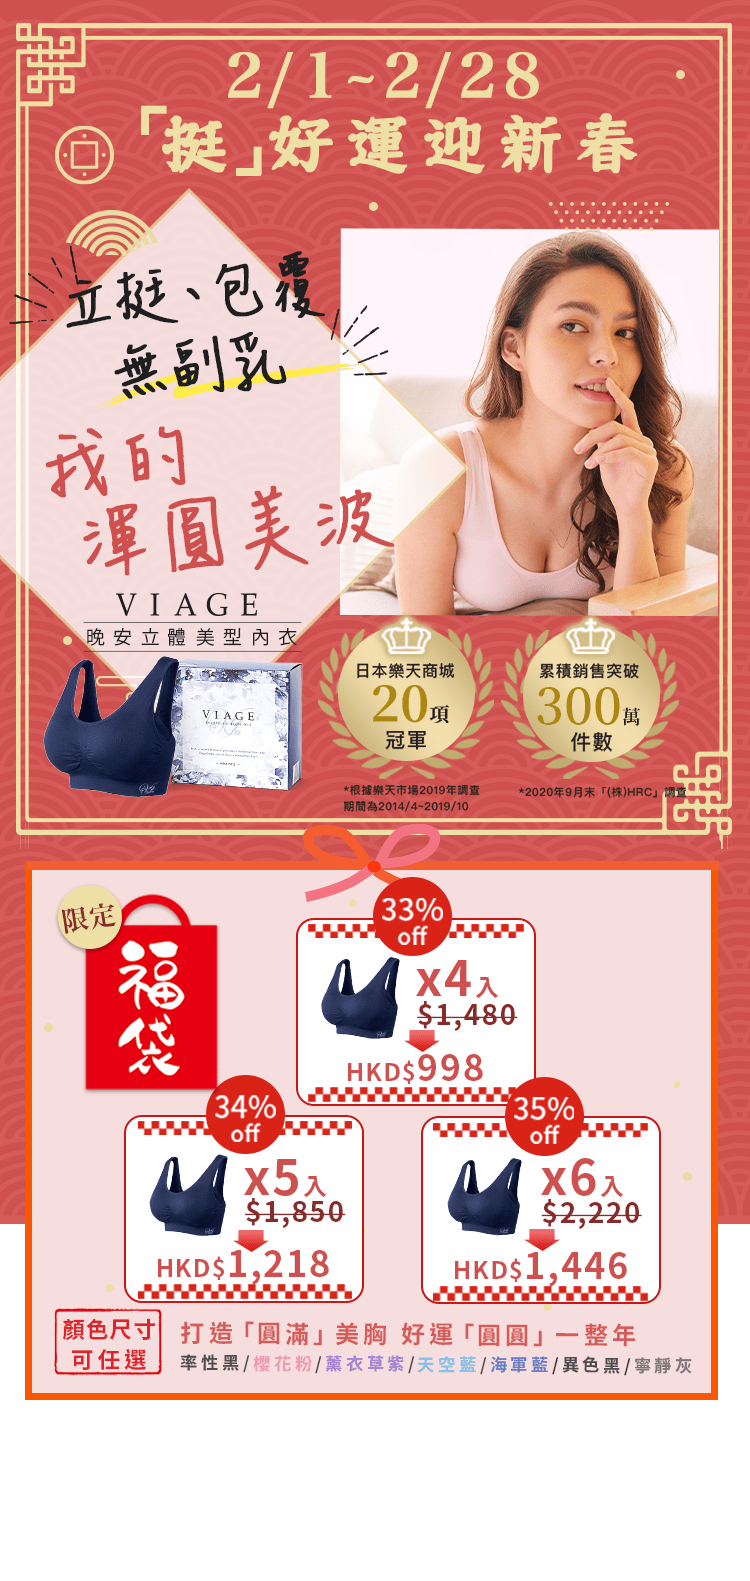 2/1~2/28
「挺」好運迎新春
立挺、包覆
無副乳
我的
渾圓美波
VIAGE
晚安立體美型內衣
VIAGE
日本樂天商城
20項
冠軍
累積銷售突破
300萬
件數
*根據樂天市場2019年調查
期間為2014/4~2019/10
*2020年9月末「(株)HRC」調查
限定
福袋
33%
off
x4入
$1,480
HKD$998
34%
off
x5入
$1,850
HKD$1,218
35%
off
x6入
$2,220
HKD$1,446
顏色尺寸
可任選
打造「圓滿」美胸 好運「圓圓」一整年
率性黑/櫻花粉/薰衣草紫/天空藍/海軍藍/異色黑/寧靜灰